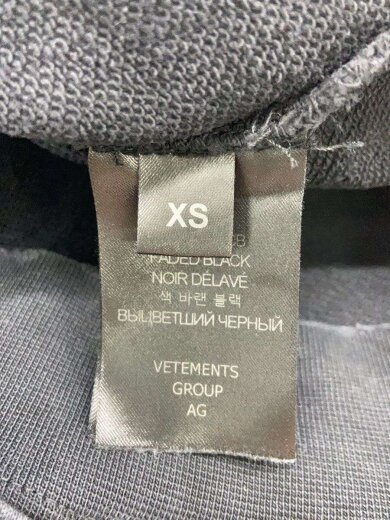 XS
FADED BLACK
NOIR DÉLAVÉ
색 바랜 블랙
ВЫЦВЕТШИЙ ЧЕРНЫЙ
VETEMENTS
GROUP
AG